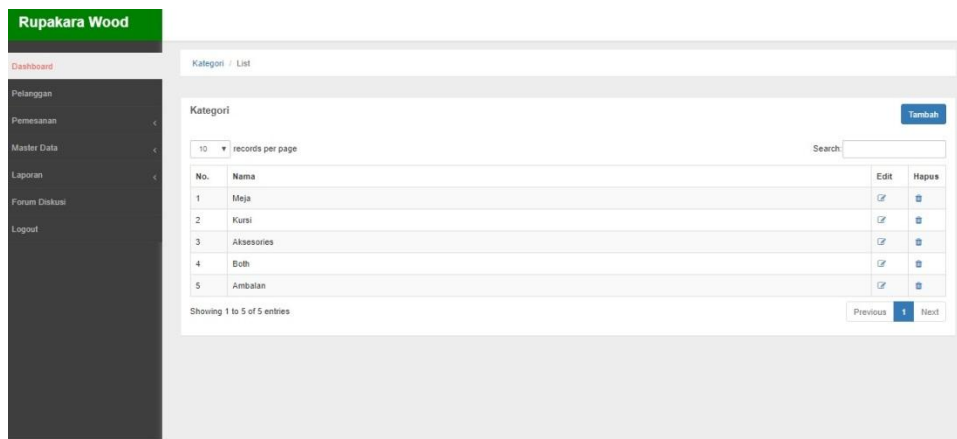 Rupakara Wood
Dashboard
Pelanggan
Pemesanan
Master Data
Laporan
Forum Diskusi
Logout
Kategori / List
Kategori
Tambah
10 records per page
Search:
No. Nama Edit Hapus
1 Meja
2 Kursi
3 Aksesories
4 Both
5 Ambalan
Showing 1 to 5 of 5 entries
Previous 1 Next